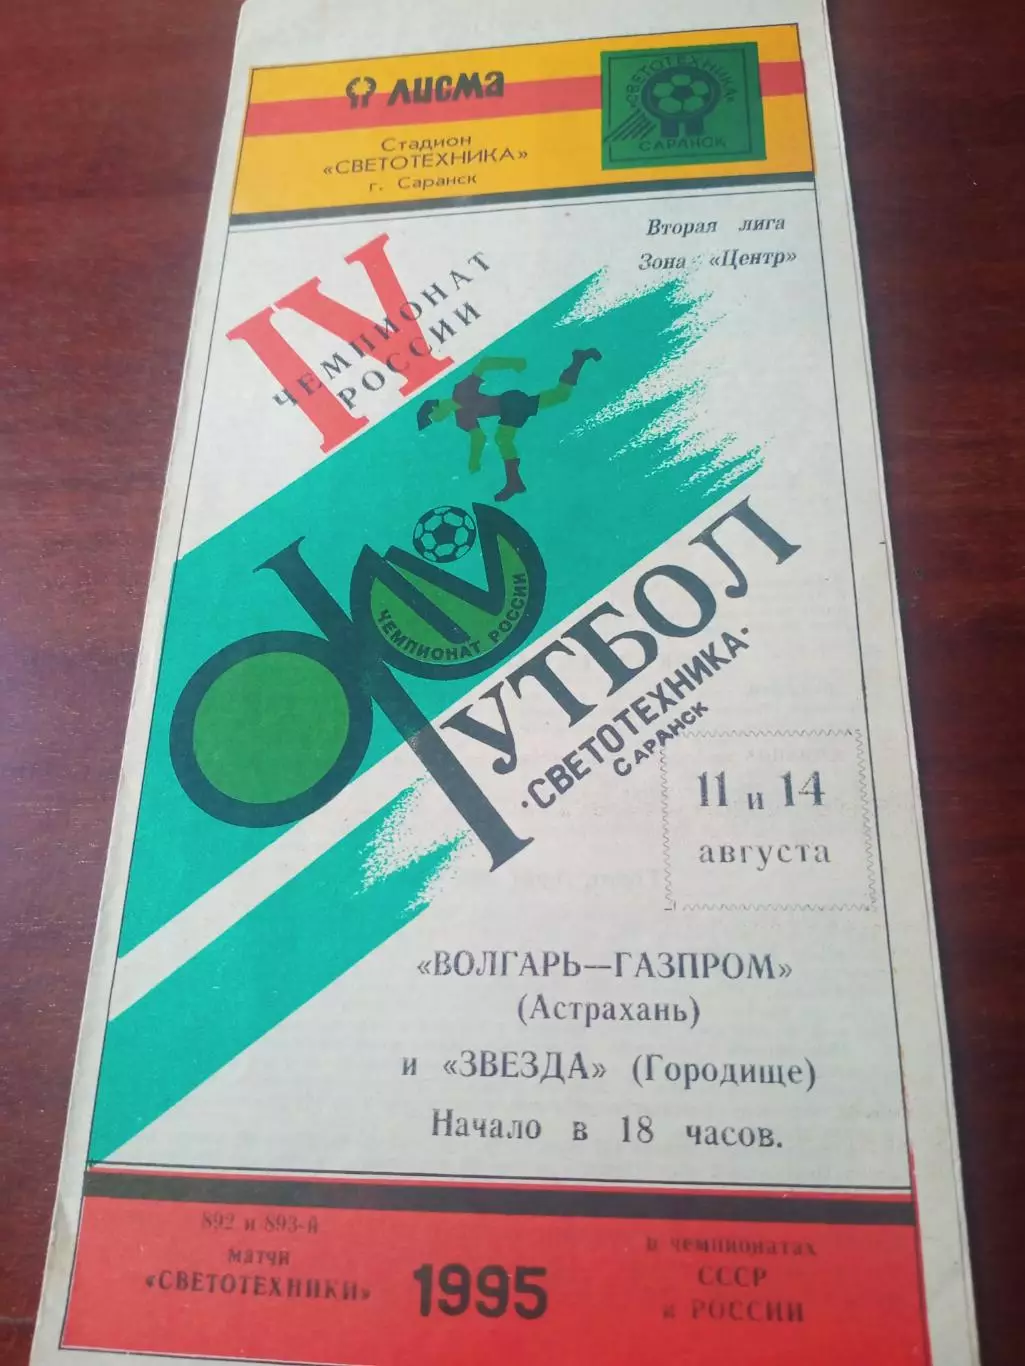 ЛИСМА
Стадион
«СВЕТОТЕХНИКА»
г. Саранск
«СВЕТОТЕХНИКА»
САРАНСК
Вторая лига
Зона «Центр»
IV
ЧЕМПИОНАТ
РОССИИ
IV
ЧЕМПИОНАТ РОССИИ
ФУТБОЛ
·СВЕТОТЕХНИКА·
САРАНСК
11 и 14
августа
«ВОЛГАРЬ—ГАЗПРОМ»
(Астрахань)
и «ЗВЕЗДА» (Городище)
Начало в 18 часов.
892 и 893-й
матчи
«СВЕТОТЕХНИКИ»
1995
в чемпионатах
СССР
и РОССИИ